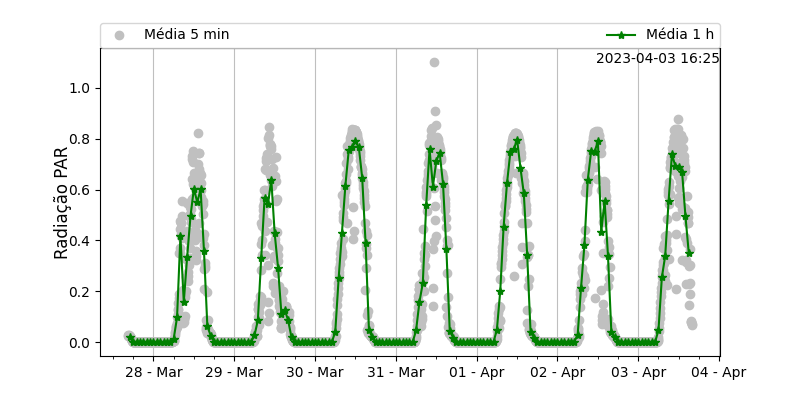 Média 5 min
Média 1 h
2023-04-03 16:25
Radiação PAR
1.0
0.8
0.6
0.4
0.2
0.0
28 - Mar
29 - Mar
30 - Mar
31 - Mar
01 - Apr
02 - Apr
03 - Apr
04 - Apr